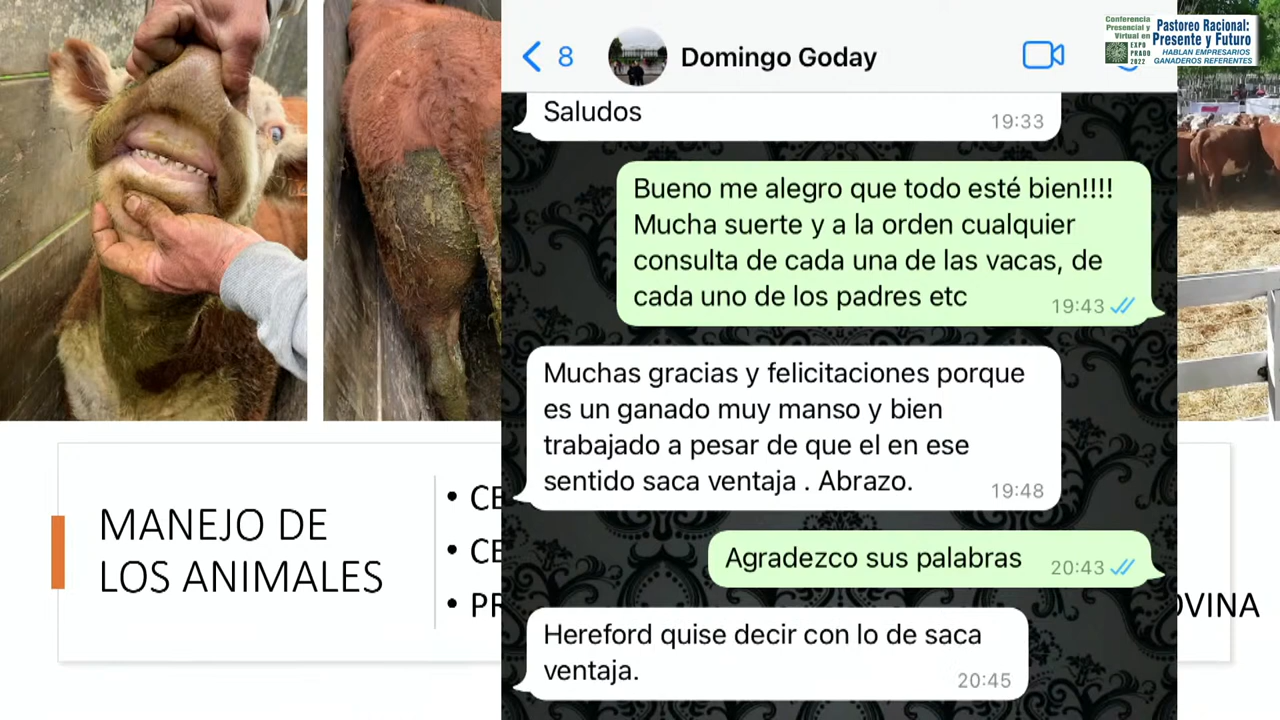 Conferencia
Presencial y
Virtual en
EXPO
PRADO
2022
Pastoreo Racional:
Presente y Futuro
HABLAN EMPRESARIOS
GANADEROS REFERENTES
8
Domingo Goday
Saludos
19:33
Bueno me alegro que todo esté bien!!!!
Mucha suerte y a la orden cualquier
consulta de cada una de las vacas, de
cada uno de los padres etc
19:43
Muchas gracias y felicitaciones porque
es un ganado muy manso y bien
trabajado a pesar de que el en ese
sentido saca ventaja . Abrazo.
19:48
Agradezco sus palabras
20:43
Hereford quise decir con lo de saca
ventaja.
20:45
MANEJO DE
LOS ANIMALES
• CE
• CE
• PR
OVINA